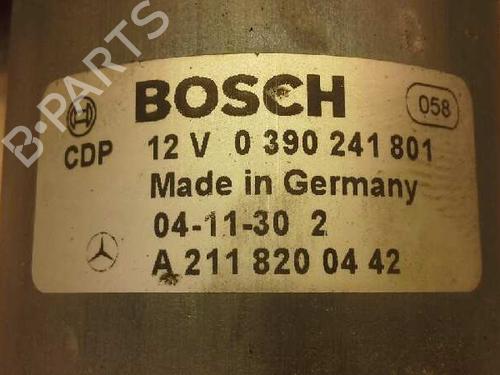 B-PARTS
BOSCH
058
CDP 12 V 0 390 241 801
Made in Germany
04-11-30 2
A 211 820 04 42